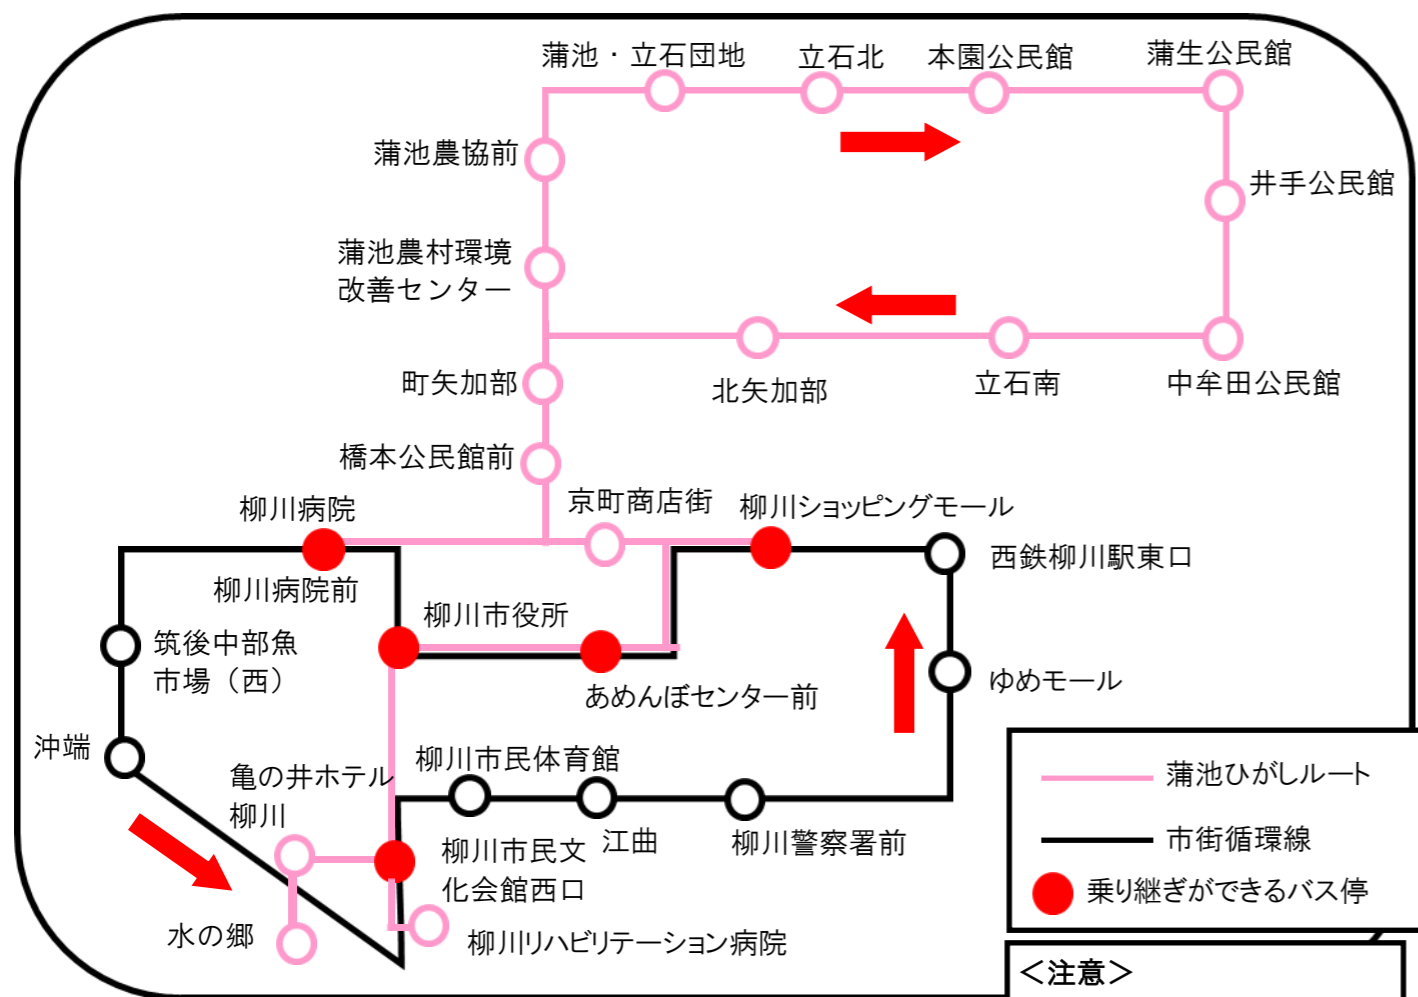 蒲池・立石団地
立石北
本園公民館
蒲生公民館
蒲池農協前
井手公民館
蒲池農村環境
改善センター
町矢加部
北矢加部
立石南
中牟田公民館
橋本公民館前
柳川病院
京町商店街
柳川ショッピングモール
柳川病院前
西鉄柳川駅東口
柳川市役所
筑後中部魚
市場（西）
あめんぼセンター前
ゆめモール
沖端
亀の井ホテル
柳川
柳川市民体育館
江曲
柳川警察署前
柳川市民文
化会館西口
水の郷
柳川リハビリテーション病院
蒲池ひがしルート
市街循環線
乗り継ぎができるバス停
＜注意＞